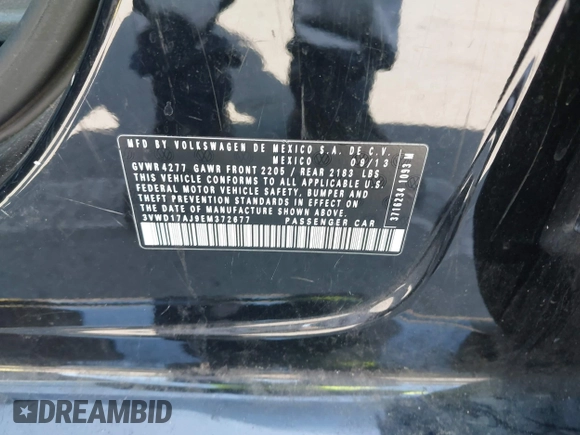 MFD BY VOLKSWAGEN DE MEXICO S.A. DE C.V.
MEXICO 09/13
GVWR 4277 GAWR FRONT 2205 / REAR 2183 LBS
THIS VEHICLE CONFORMS TO ALL APPLICABLE U.S.
FEDERAL MOTOR VEHICLE SAFETY, BUMPER AND
THEFT PREVENTION STANDARDS IN EFFECT ON
THE DATE OF MANUFACTURE SHOWN ABOVE.
3VWD17AJ9EM372677 PASSENGER CAR
3716234 1093 M
DREAMBID